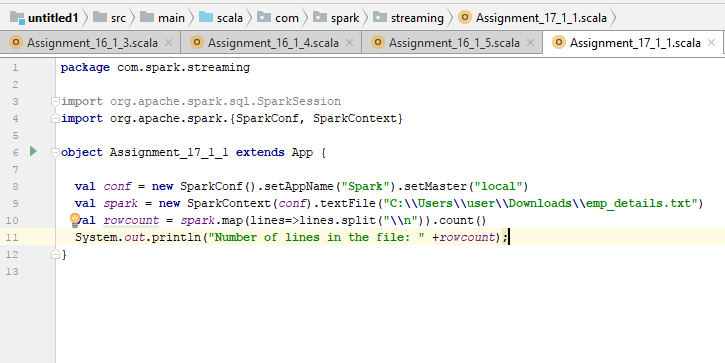 untitled1 src main scala com spark streaming Assignment_17_1_1.scala
Assignment_16_1_3.scala Assignment_16_1_4.scala Assignment_16_1_5.scala Assignment_17_1_1.scala
1 package com.spark.streaming
2
3 import org.apache.spark.sql.SparkSession
4 import org.apache.spark.{SparkConf, SparkContext}
5
6 object Assignment_17_1_1 extends App {
7
8 val conf = new SparkConf().setAppName("Spark").setMaster("local")
9 val spark = new SparkContext(conf).textFile("C:\\Users\\user\\Downloads\\emp_details.txt")
10 val rowcount = spark.map(lines=>lines.split("\\n")).count()
11 System.out.println("Number of lines in the file: " +rowcount);
12 }
13